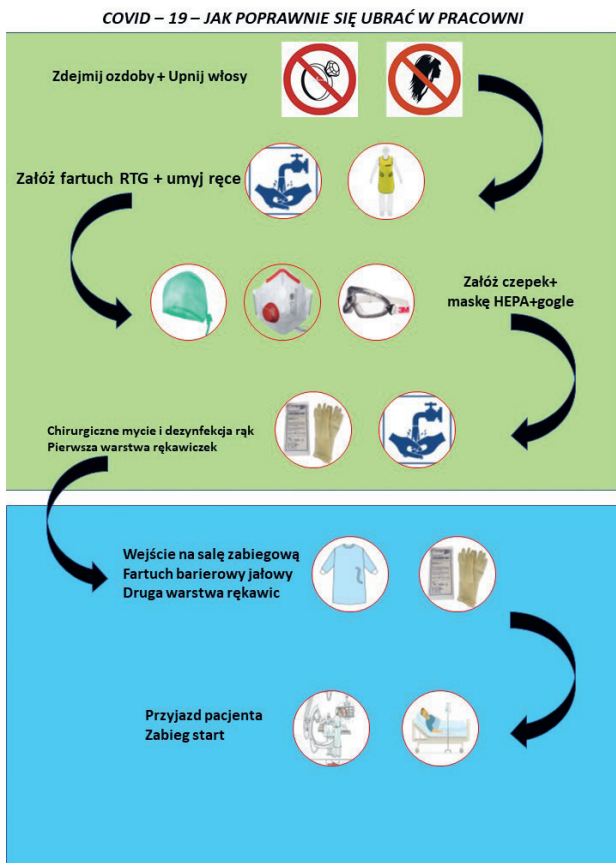 COVID – 19 – JAK POPRAWNIE SIĘ UBRAĆ W PRACOWNI
Zdejmij ozdoby + Upnij włosy
Załóż fartuch RTG + umyj ręce
Załóż czepek+
maskę HEPA+gogle
3M
Chirurgiczne mycie i dezynfekcja rąk
Pierwsza warstwa rękawiczek
Wejście na salę zabiegową
Fartuch barierowy jałowy
Druga warstwa rękawic
Przyjazd pacjenta
Zabieg start